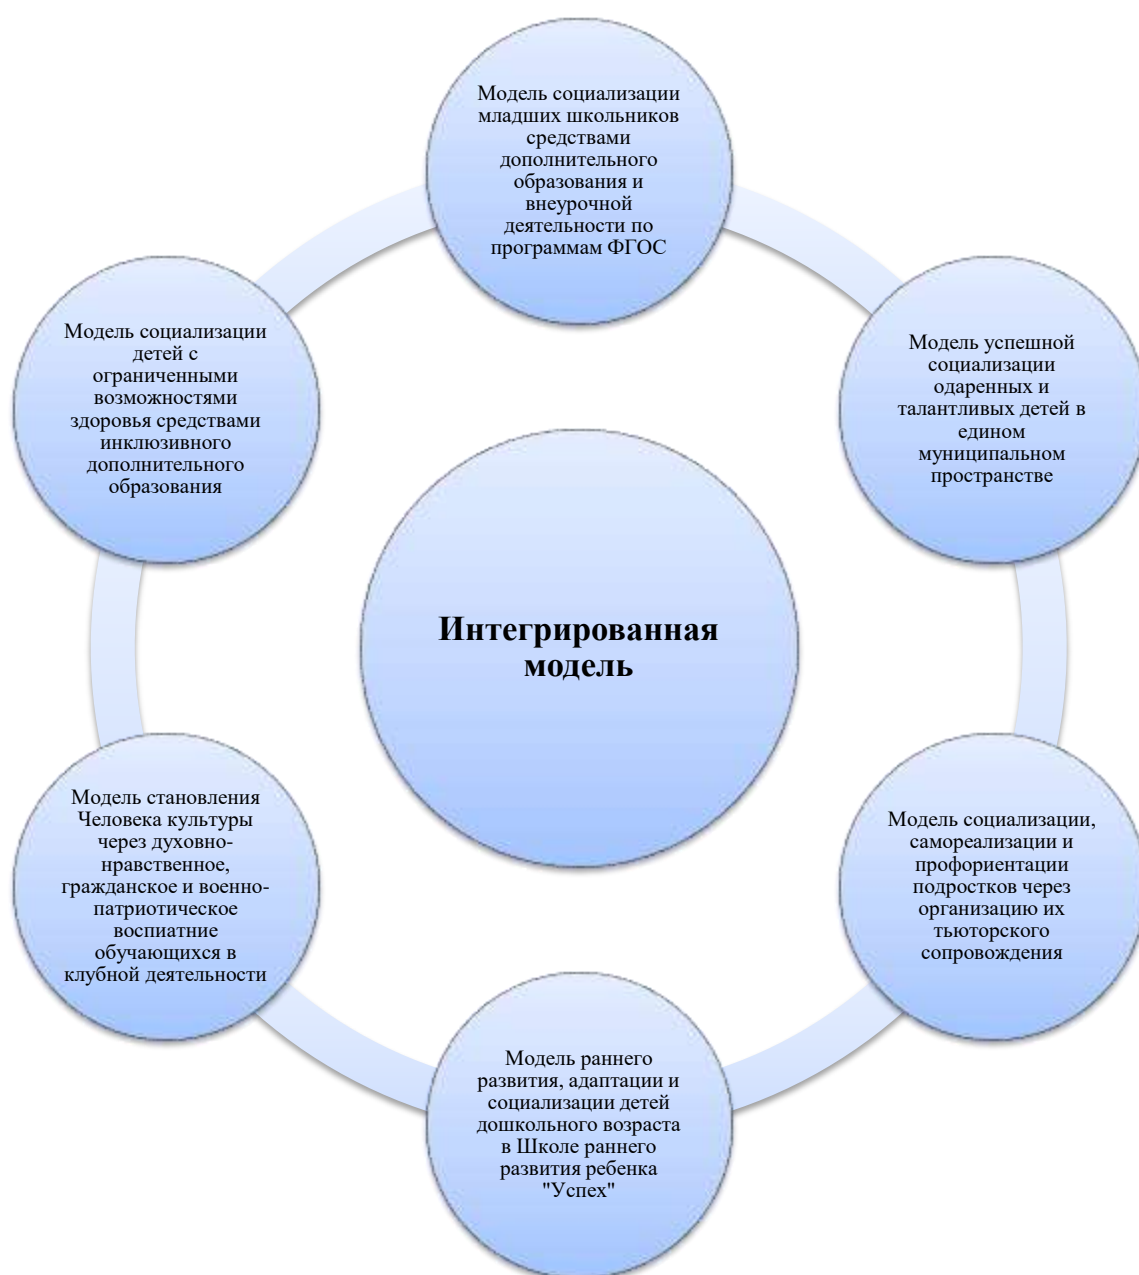 Модель социализации
младших школьников
средствами
дополнительного
образования и
внеурочной
деятельности по
программам ФГОС
Модель успешной
социализации
одаренных и
талантливых детей в
едином
муниципальном
пространстве
Модель социализации,
самореализации и
профориентации
подростков через
организацию их
тьюторского
сопровождения
Модель раннего
развития, адаптации и
социализации детей
дошкольного возраста
в Школе раннего
развития ребенка
"Успех"
Модель становления
Человека культуры
через духовно-
нравственное,
гражданское и военно-
патриотическое
воспиатние
обучающихся в
клубной деятельности
Модель социализации
детей с
ограниченными
возможностями
здоровья средствами
инклюзивного
дополнительного
образования
Интегрированная
модель